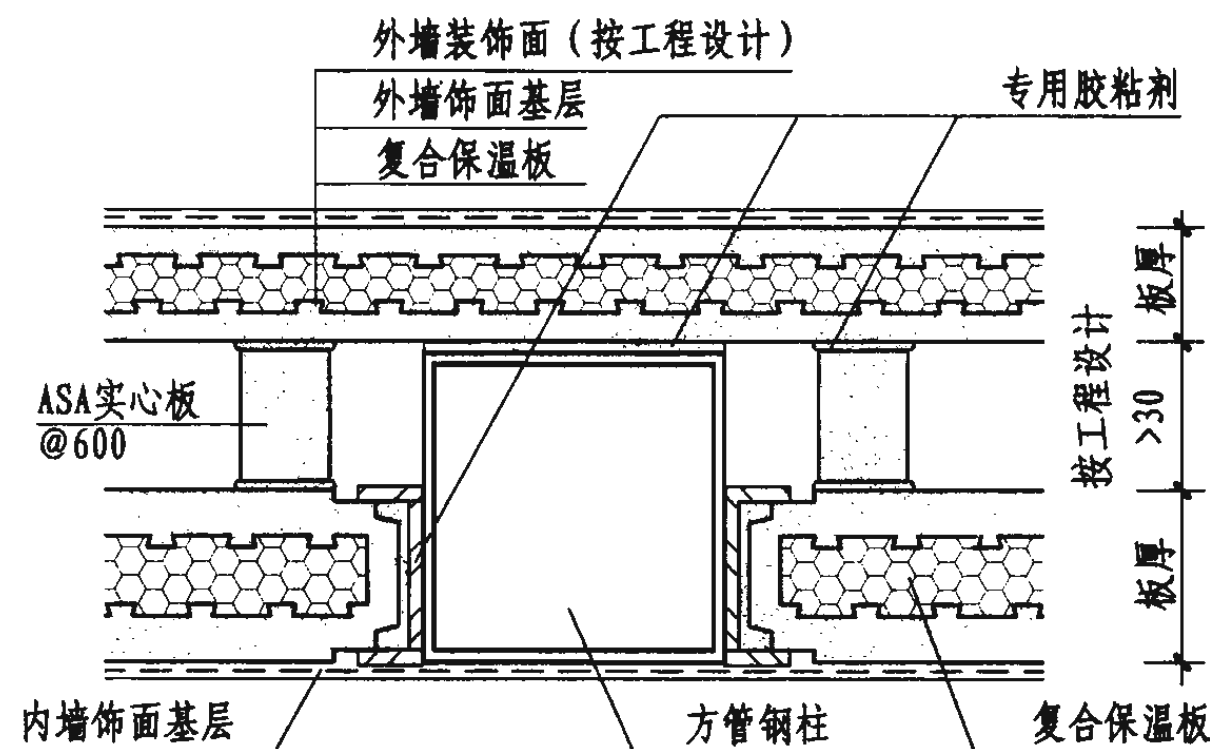 外墙装饰面(按工程设计)
外墙饰面基层
复合保温板
专用胶粘剂
ASA实心板
@600
板厚
按工程设计
>30
板厚
内墙饰面基层
方管钢柱
复合保温板